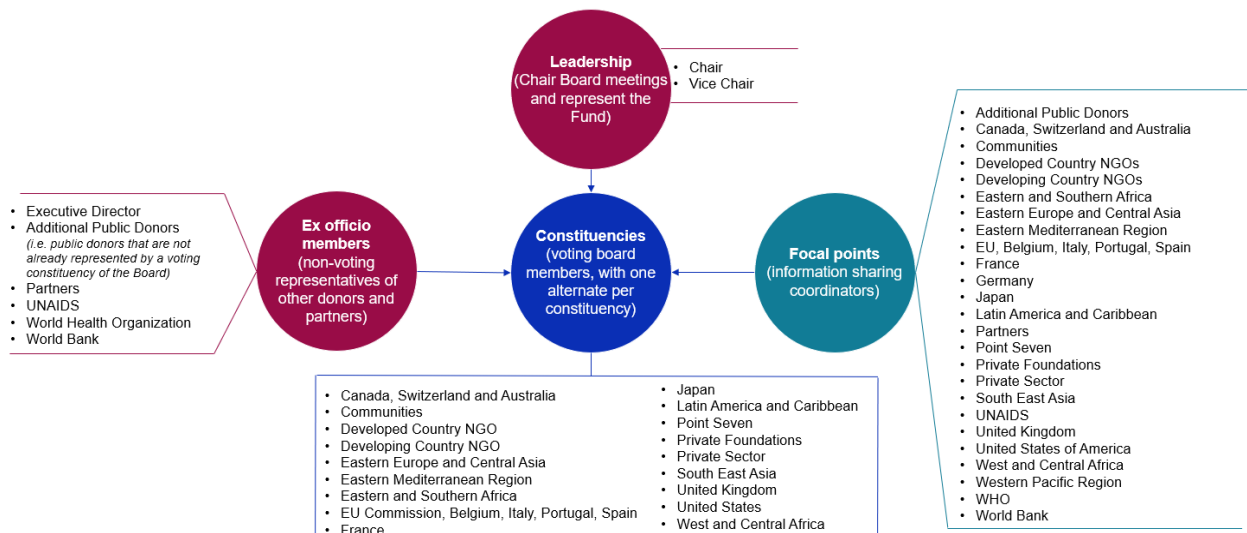 Leadership
(Chair Board meetings
and represent the
Fund)
• Chair
• Vice Chair
• Executive Director
• Additional Public Donors
(i.e. public donors that are not
already represented by a voting
constituency of the Board)
• Partners
• UNAIDS
• World Health Organization
• World Bank
Ex officio
members
(non-voting
representatives of
other donors and
partners)
Constituencies
(voting board
members, with one
alternate per
constituency)
Focal points
(information sharing
coordinators)
• Additional Public Donors
• Canada, Switzerland and Australia
• Communities
• Developed Country NGOs
• Developing Country NGOs
• Eastern and Southern Africa
• Eastern Europe and Central Asia
• Eastern Mediterranean Region
• EU, Belgium, Italy, Portugal, Spain
• France
• Germany
• Japan
• Latin America and Caribbean
• Partners
• Point Seven
• Private Foundations
• Private Sector
• South East Asia
• UNAIDS
• United Kingdom
• United States of America
• West and Central Africa
• Western Pacific Region
• WHO
• World Bank
• Canada, Switzerland and Australia
• Communities
• Developed Country NGO
• Developing Country NGO
• Eastern Europe and Central Asia
• Eastern Mediterranean Region
• Eastern and Southern Africa
• EU Commission, Belgium, Italy, Portugal, Spain
• France
• Japan
• Latin America and Caribbean
• Point Seven
• Private Foundations
• Private Sector
• South East Asia
• United Kingdom
• United States
• West and Central Africa